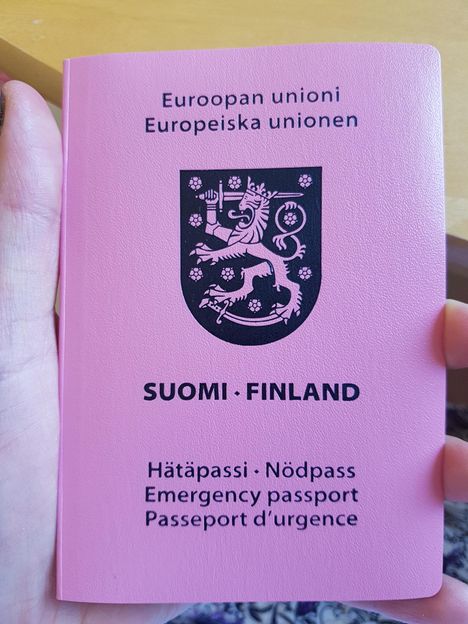 Euroopan unioni
Europeiska unionen
SUOMI · FINLAND
Hätäpassi · Nödpass
Emergency passport
Passeport d'urgence